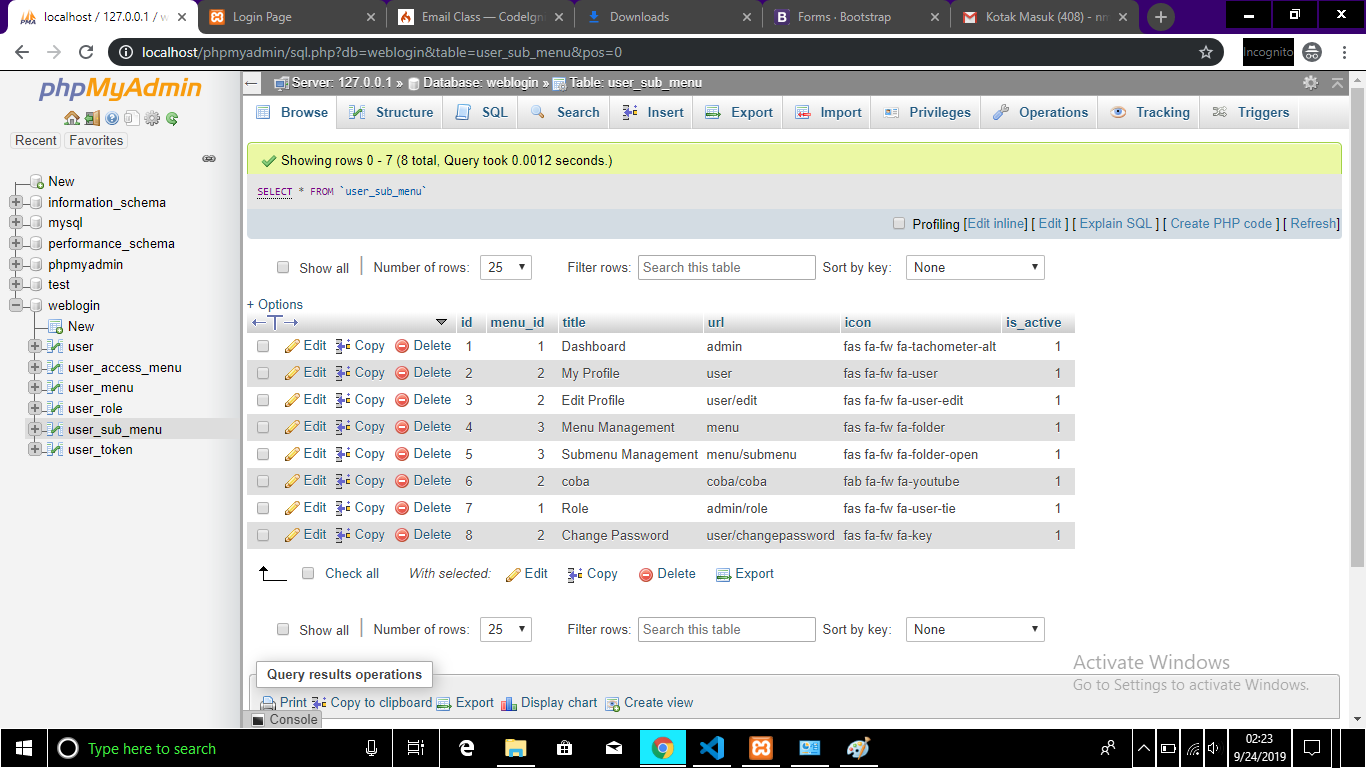 localhost / 127.0.0.1 / w
Login Page
Email Class — CodeIgn
Downloads
Forms · Bootstrap
Kotak Masuk (408) - nm
localhost/phpmyadmin/sql.php?db=weblogin&table=user_sub_menu&pos=0
Incognito
phpMyAdmin
Recent Favorites
New
information_schema
mysql
performance_schema
phpmyadmin
test
weblogin
New
user
user_access_menu
user_menu
user_role
user_sub_menu
user_token
Server: 127.0.0.1 » Database: weblogin » Table: user_sub_menu
Browse Structure SQL Search Insert Export Import Privileges Operations Tracking Triggers
Showing rows 0 - 7 (8 total, Query took 0.0012 seconds.)
SELECT * FROM `user_sub_menu`
Profiling [Edit inline] [ Edit ] [ Explain SQL ] [ Create PHP code ] [ Refresh]
Show all Number of rows: 25 Filter rows: Search this table Sort by key: None
+ Options
id menu_id title url icon is_active
Edit Copy Delete 1 1 Dashboard admin fas fa-fw fa-tachometer-alt 1
Edit Copy Delete 2 2 My Profile user fas fa-fw fa-user 1
Edit Copy Delete 3 2 Edit Profile user/edit fas fa-fw fa-user-edit 1
Edit Copy Delete 4 3 Menu Management menu fas fa-fw fa-folder 1
Edit Copy Delete 5 3 Submenu Management menu/submenu fas fa-fw fa-folder-open 1
Edit Copy Delete 6 2 coba coba/coba fab fa-fw fa-youtube 1
Edit Copy Delete 7 1 Role admin/role fas fa-fw fa-user-tie 1
Edit Copy Delete 8 2 Change Password user/changepassword fas fa-fw fa-key 1
Check all With selected: Edit Copy Delete Export
Show all Number of rows: 25 Filter rows: Search this table Sort by key: None
Query results operations
Print Copy to clipboard Export Display chart Create view
Console
Activate Windows
Go to Settings to activate Windows.
Type here to search
02:23
9/24/2019